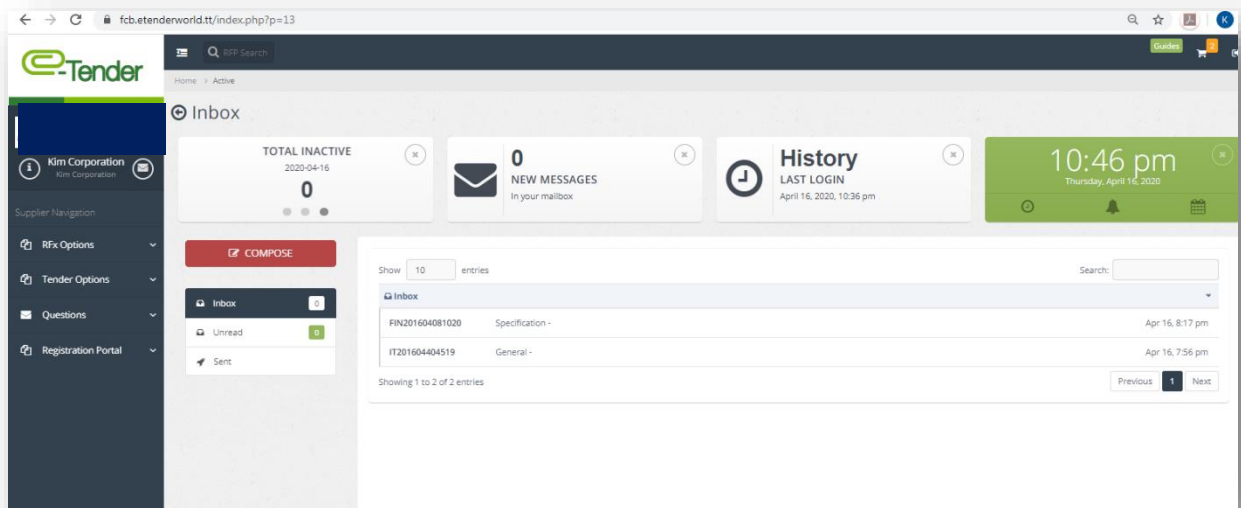 fcb.etenderworld.tt/index.php?p=13
K
e-Tender
RFP Search
Guides
2
Home > Active
Inbox
Kim Corporation
Kim Corporation
Supplier Navigation
RFx Options
Tender Options
Questions
Registration Portal
TOTAL INACTIVE
2020-04-16
0
0
NEW MESSAGES
In your mailbox
History
LAST LOGIN
April 16, 2020, 10:36 pm
10:46 pm
Thursday, April 16, 2020
COMPOSE
Inbox 0
Unread 0
Sent
Show 10 entries
Search:
Inbox
FIN201604081020 Specification - Apr 16, 8:17 pm
IT201604404519 General - Apr 16, 7:56 pm
Showing 1 to 2 of 2 entries
Previous 1 Next